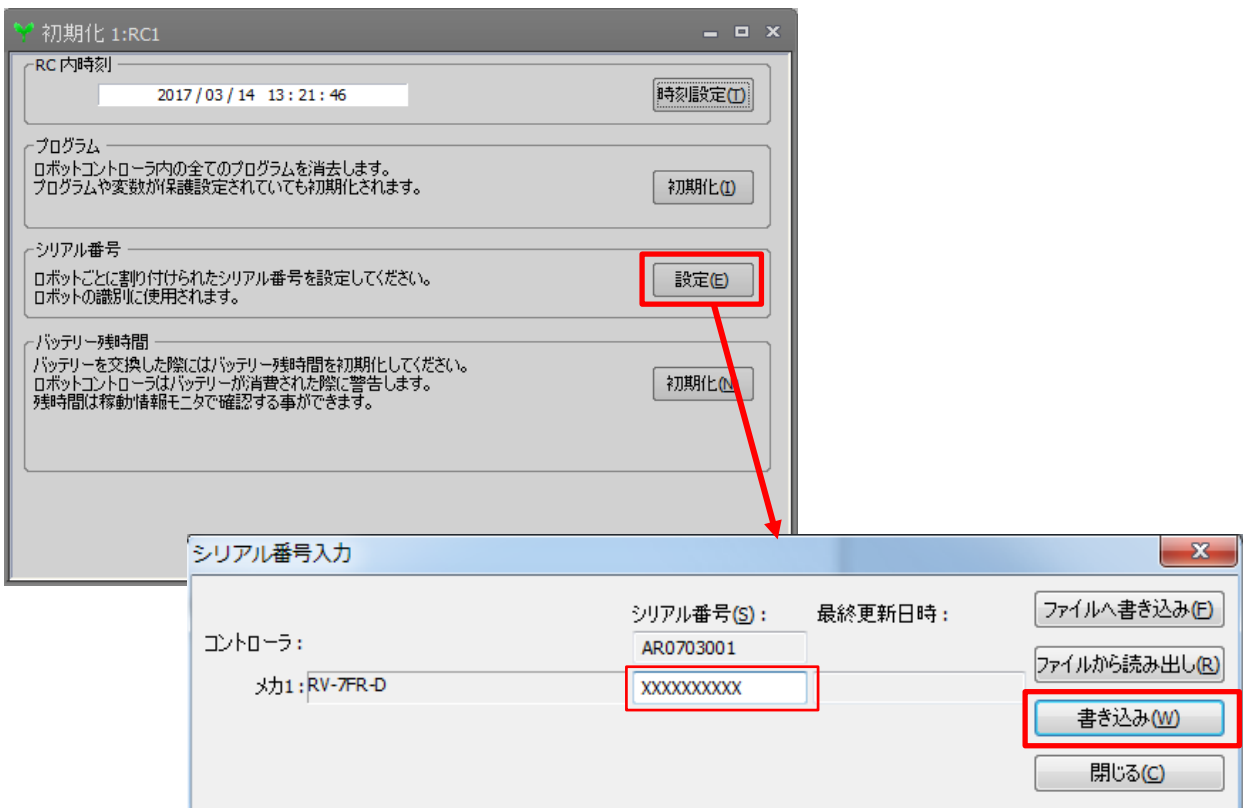 初期化 1:RC1
RC 内時刻
2017 / 03 / 14 13 : 21 : 46
時刻設定(T)
プログラム
ロボットコントローラ内の全てのプログラムを消去します。
プログラムや変数が保護設定されていても初期化されます。
初期化(I)
シリアル番号
ロボットごとに割り付けられたシリアル番号を設定してください。
ロボットの識別に使用されます。
設定(E)
バッテリー残時間
バッテリーを交換した際にはバッテリー残時間を初期化してください。
ロボットコントローラはバッテリーが消費された際に警告します。
残時間は稼動情報モニタで確認する事ができます。
初期化(N)
シリアル番号入力
シリアル番号(S) : 最終更新日時 :
ファイルへ書き込み(F)
コントローラ : AR0703001
ファイルから読み出し(R)
メカ1 : RV-7FR-D XXXXXXXXXX
書き込み(W)
閉じる(C)